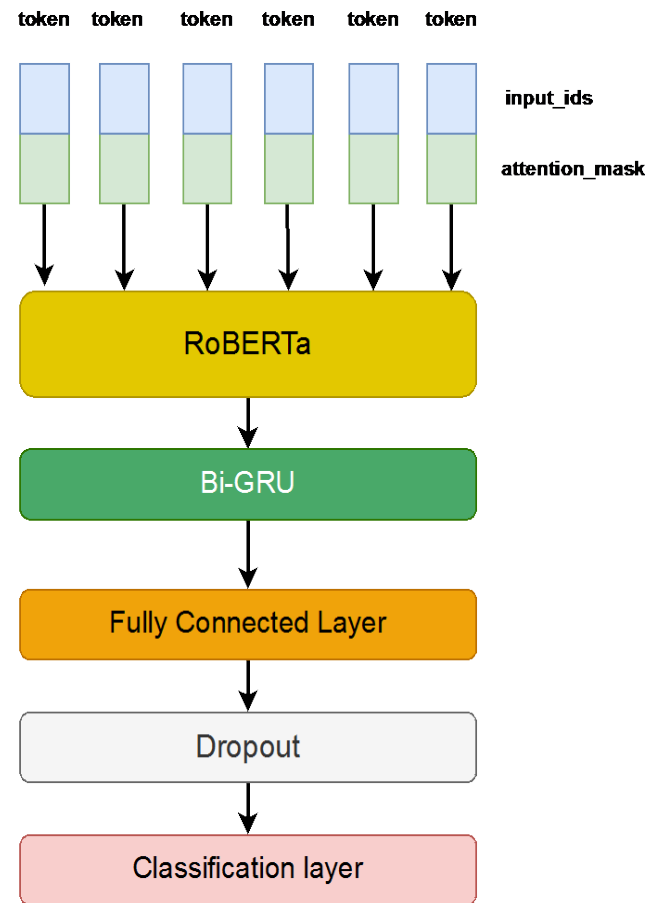 token token token token token token
input_ids
attention_mask
RoBERTa
Bi-GRU
Fully Connected Layer
Dropout
Classification layer